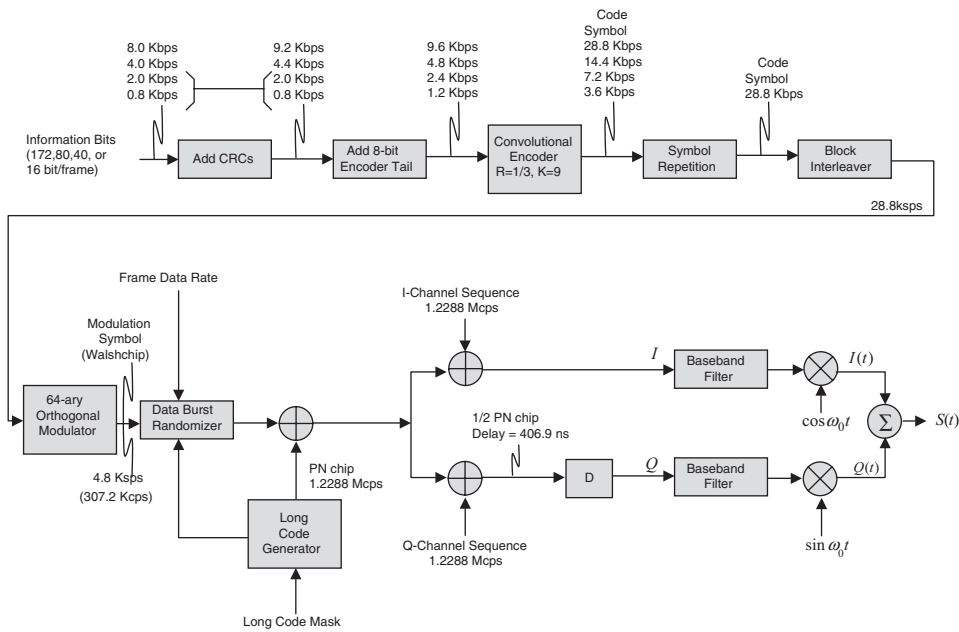 8.0 Kbps
4.0 Kbps
2.0 Kbps
0.8 Kbps
9.2 Kbps
4.4 Kbps
2.0 Kbps
0.8 Kbps
9.6 Kbps
4.8 Kbps
2.4 Kbps
1.2 Kbps
Code
Symbol
28.8 Kbps
14.4 Kbps
7.2 Kbps
3.6 Kbps
Code
Symbol
28.8 Kbps
Information Bits
(172,80,40, or
16 bit/frame)
Add CRCs
Add 8-bit
Encoder Tail
Convolutional
Encoder
R=1/3, K=9
Symbol
Repetition
Block
Interleaver
28.8ksps
Frame Data Rate
Modulation
Symbol
(Walshchip)
64-ary
Orthogonal
Modulator
4.8 Ksps
(307.2 Kcps)
Data Burst
Randomizer
PN chip
1.2288 Mcps
Long
Code
Generator
Long Code Mask
I-Channel Sequence
1.2288 Mcps
I
Baseband
Filter
I(t)
cos ω₀t
1/2 PN chip
Delay = 406.9 ns
D
Q
Baseband
Filter
Q(t)
sin ω₀t
Q-Channel Sequence
1.2288 Mcps
Σ
S(t)